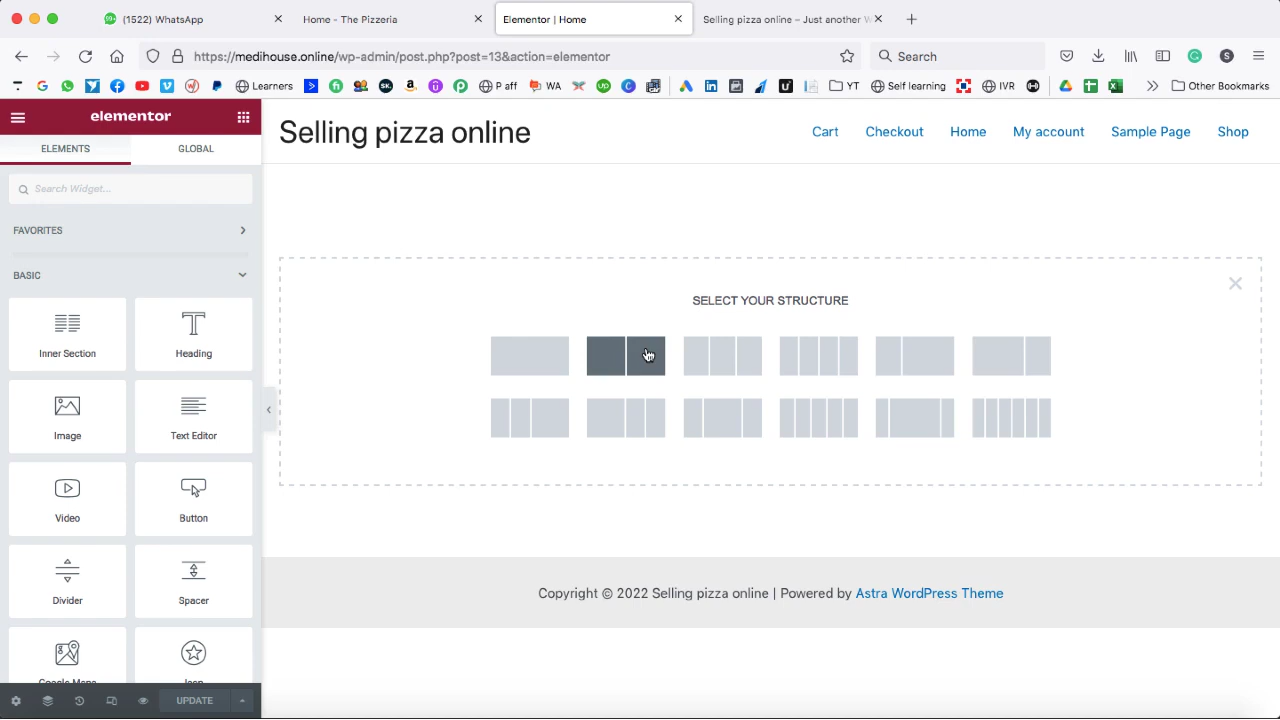 (1522) WhatsApp
Home - The Pizzeria
Elementor | Home
Selling pizza online – Just another W
https://medihouse.online/wp-admin/post.php?post=13&action=elementor
Search
Learners
P aff
WA
YT
Self learning
IVR
Other Bookmarks
elementor
ELEMENTS
GLOBAL
Search Widget...
FAVORITES
BASIC
Inner Section
Heading
Image
Text Editor
Video
Button
Divider
Spacer
Google Maps
Icon
UPDATE
Selling pizza online
Cart
Checkout
Home
My account
Sample Page
Shop
SELECT YOUR STRUCTURE
Copyright © 2022 Selling pizza online | Powered by Astra WordPress Theme